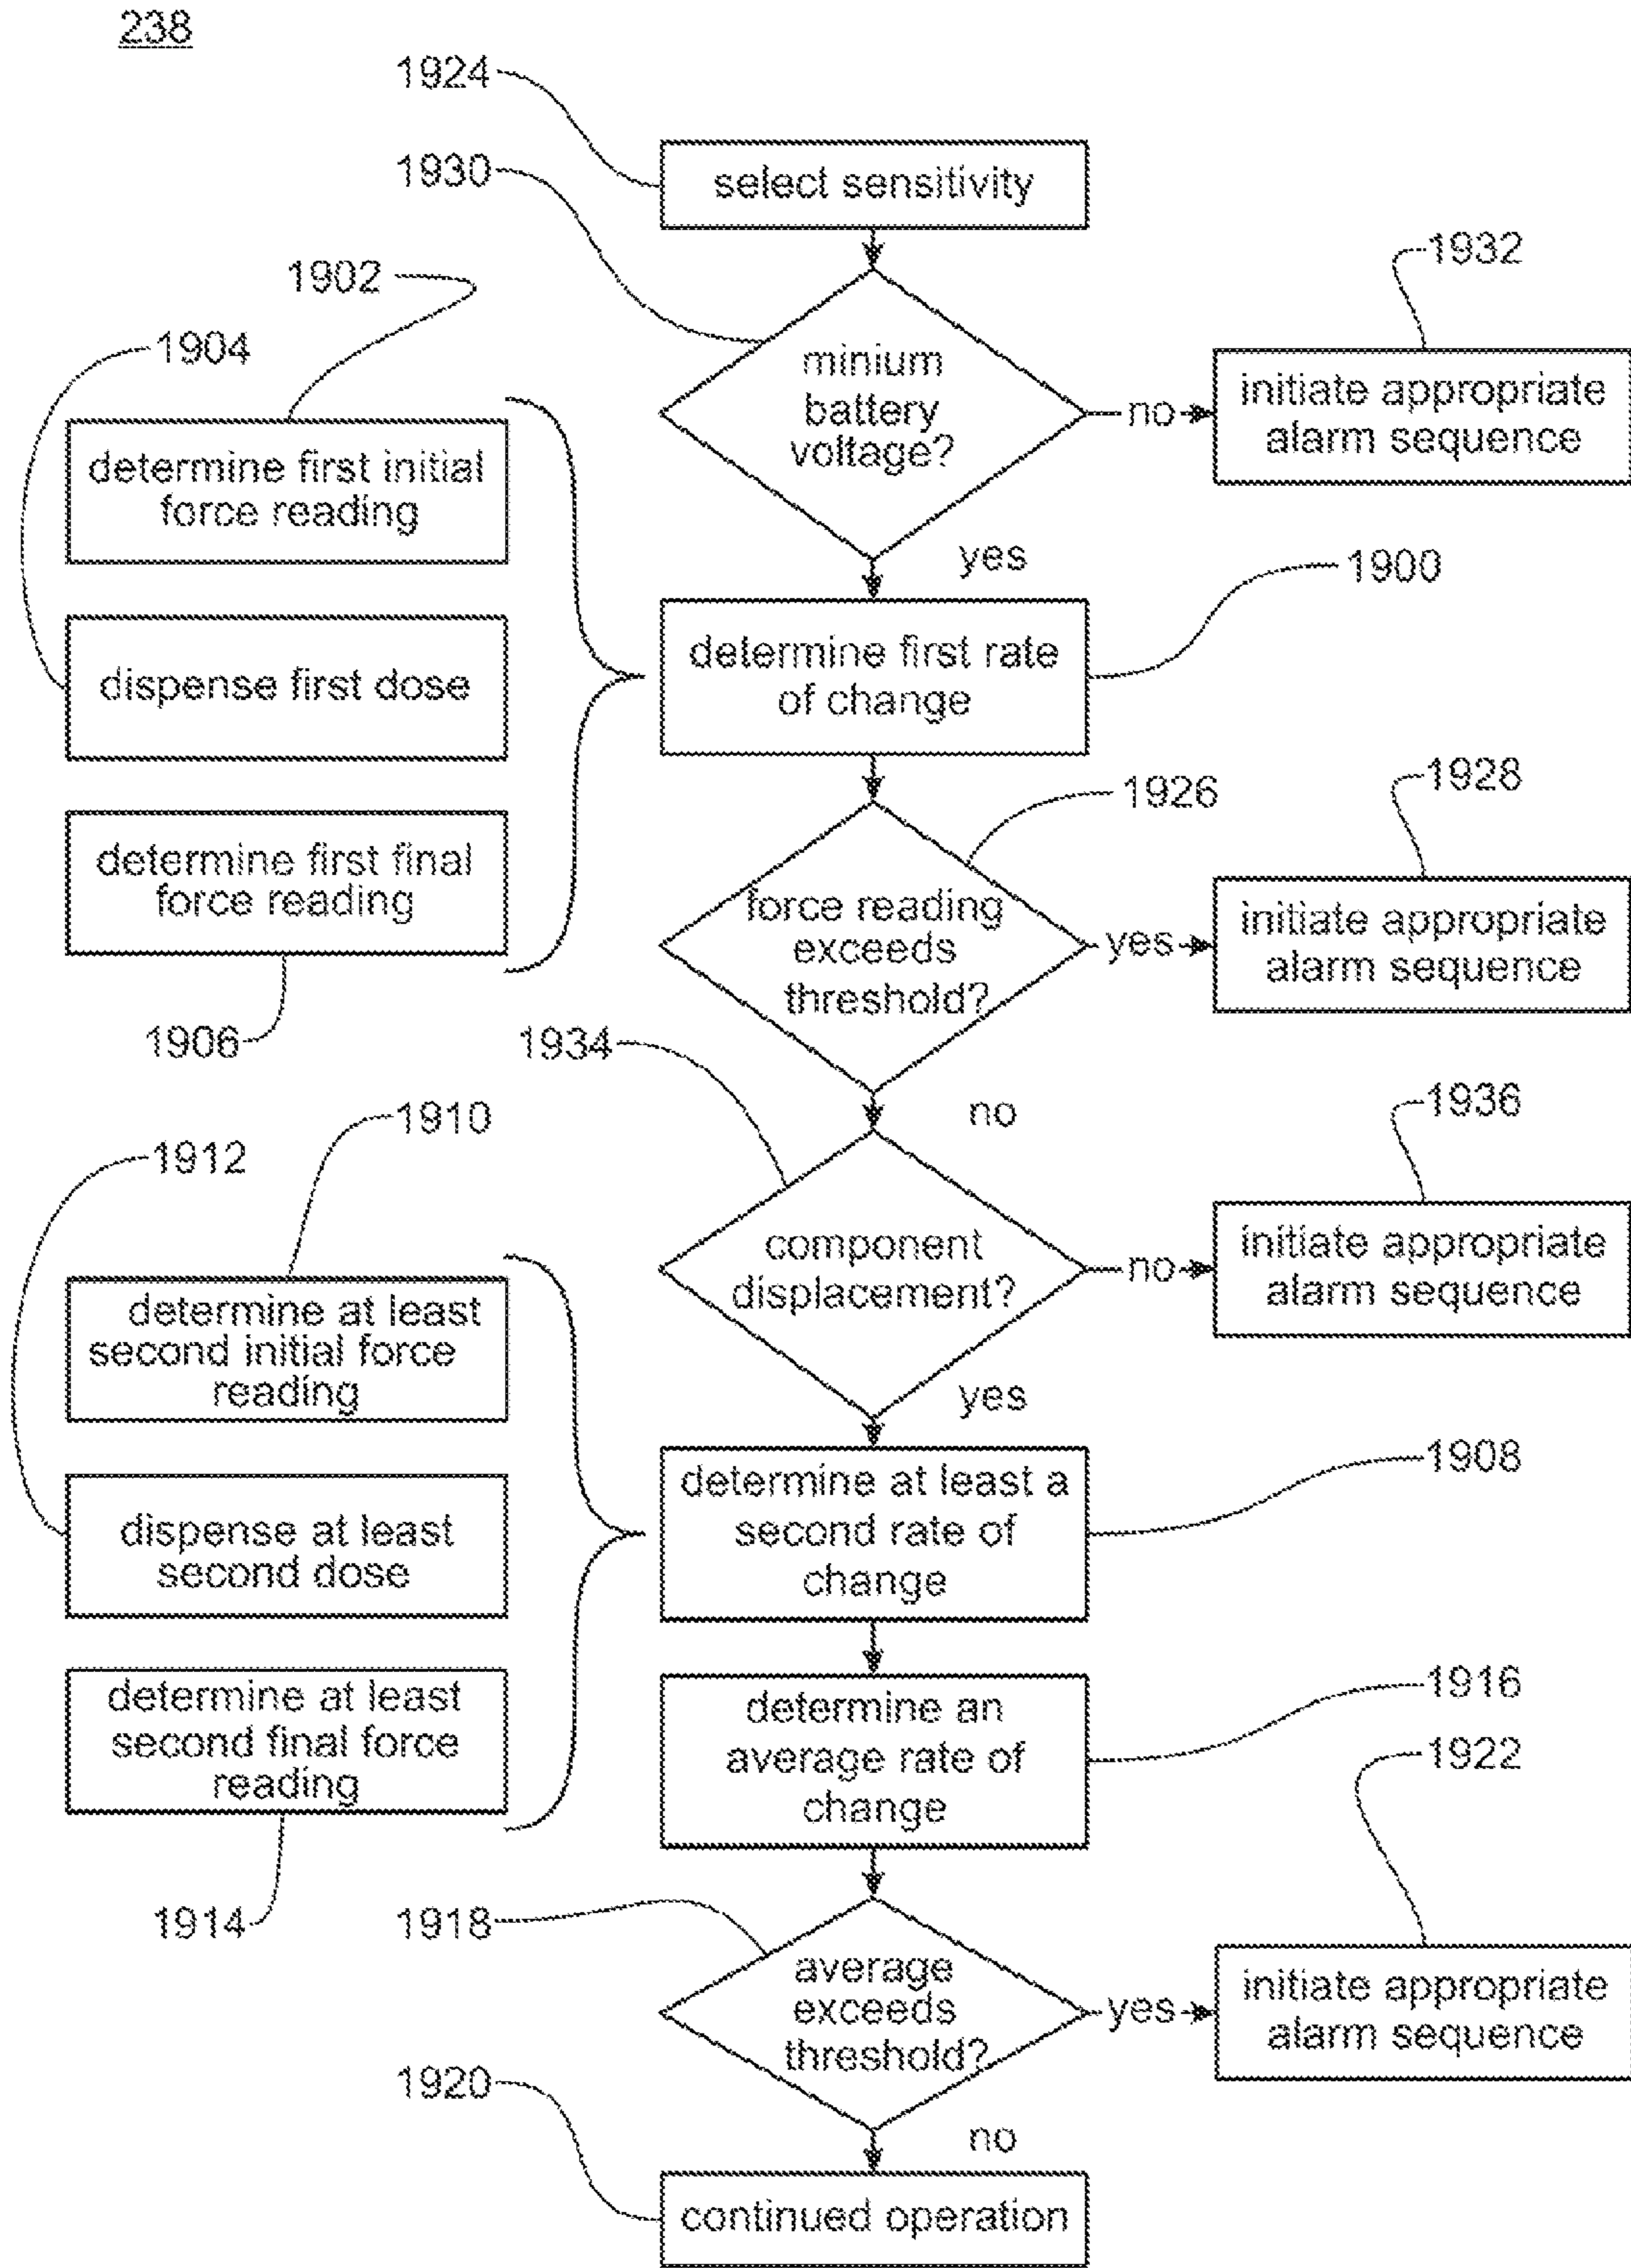 238
1924
select sensitivity
1930
1932
1902
minium
battery
voltage?
no
initiate appropriate
alarm sequence
1904
determine first initial
force reading
yes
1900
dispense first dose
determine first rate
of change
1926
1928
determine first final
force reading
force reading
exceeds
threshold?
yes
initiate appropriate
alarm sequence
1906
1934
no
1936
1910
1912
component
displacement?
no
initiate appropriate
alarm sequence
determine at least
second initial force
reading
yes
1908
determine at least a
second rate of
change
dispense at least
second dose
1916
determine an
average rate of
change
determine at least
second final force
reading
1922
1914
1918
average
exceeds
threshold?
yes
initiate appropriate
alarm sequence
1920
no
continued operation